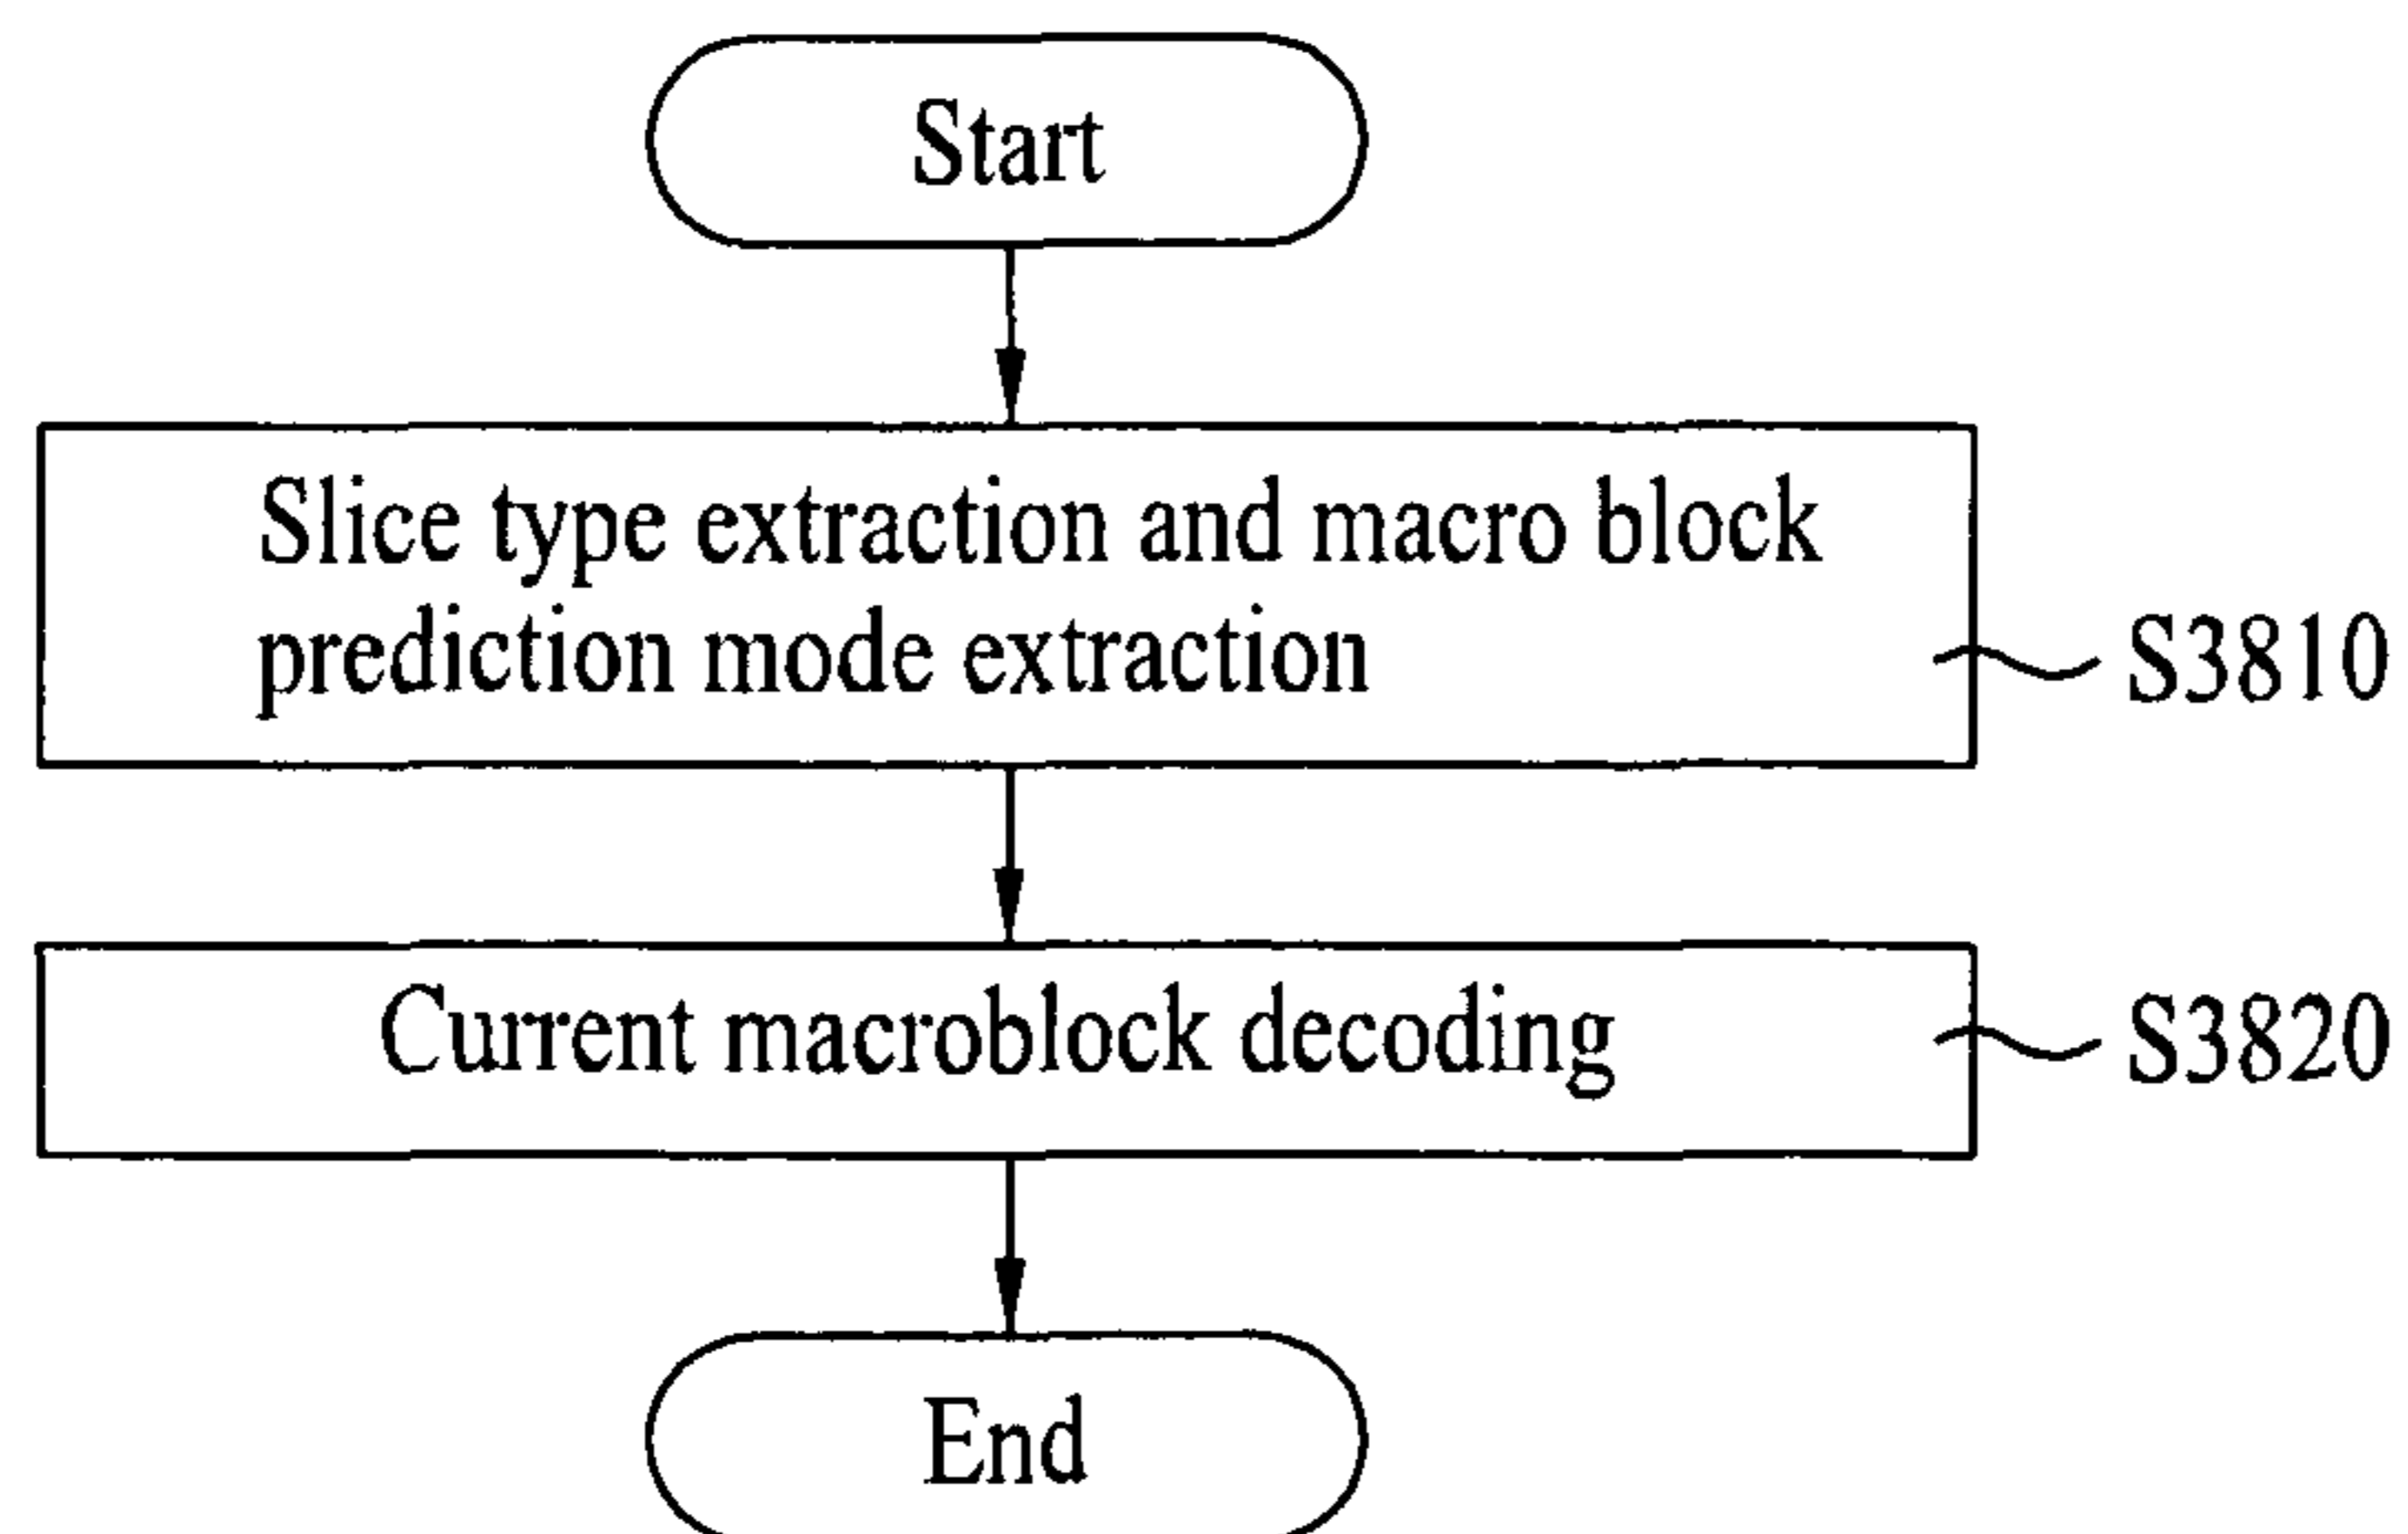 Start
Slice type extraction and macro block
prediction mode extraction
S3810
Current macroblock decoding
S3820
End